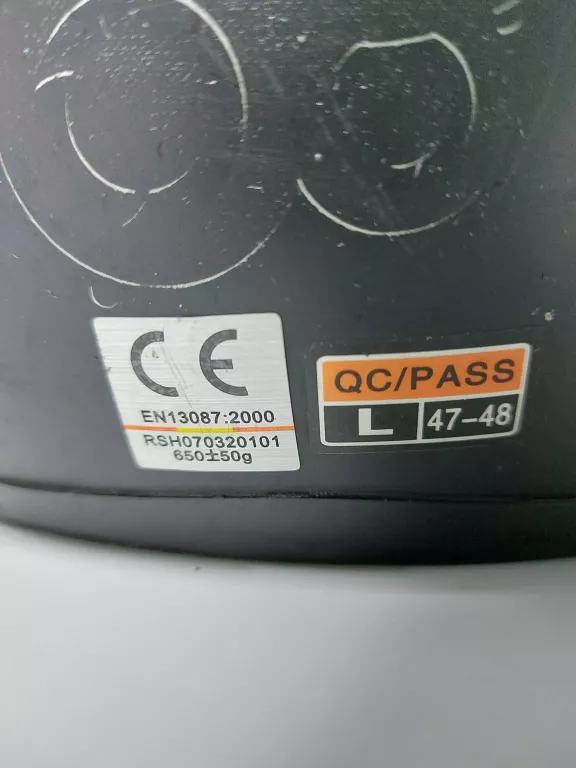 CE
EN13087:2000
RSH070320101
650±50g
QC/PASS
L 47-48